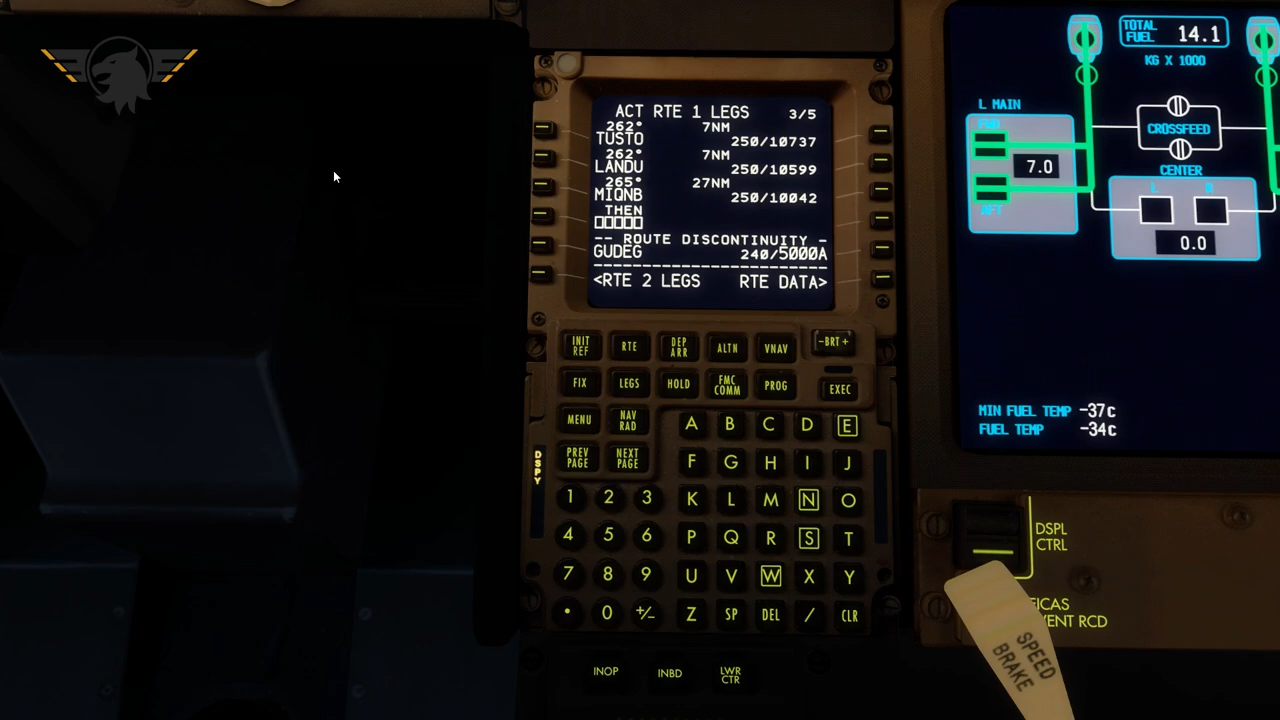 ACT RTE 1 LEGS 3/5
262° 7NM
TUSTO 250/10737
262° 7NM
LANDU 250/10599
265° 27NM
MIQNB 250/10042
THEN
□□□□□
-- ROUTE DISCONTINUITY -
GUDEG 240/5000A
<RTE 2 LEGS RTE DATA>
INIT REF
RTE
DEP ARR
ALTN
VNAV
-BRT+
FIX
LEGS
HOLD
FMC COMM
PROG
EXEC
MENU
NAV RAD
PREV PAGE
NEXT PAGE
DSPY
A B C D E
F G H I J
1 2 3 K L M N O
4 5 6 P Q R S T
7 8 9 U V W X Y
. 0 +/- Z SP DEL / CLR
INOP
INBD
LWR CTR
TOTAL FUEL 14.1
KG X 1000
L MAIN
FWD
7.0
AFT
CROSSFEED
CENTER
L R
0.0
MIN FUEL TEMP -37c
FUEL TEMP -34c
DSPL
CTRL
EICAS
EVENT RCD
SPEED
BRAKE